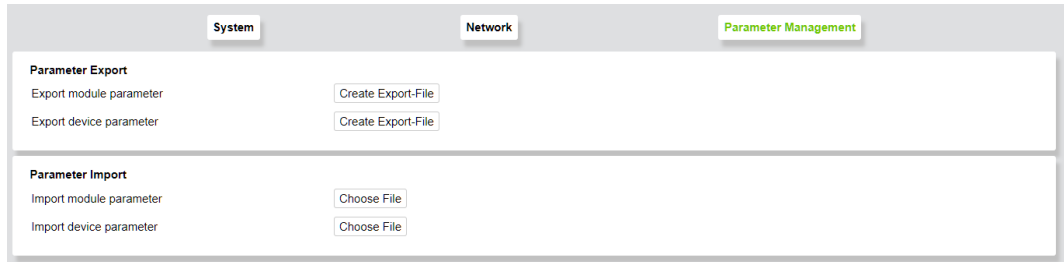 System Network Parameter Management
Parameter Export
Export module parameter Create Export-File
Export device parameter Create Export-File
Parameter Import
Import module parameter Choose File
Import device parameter Choose File